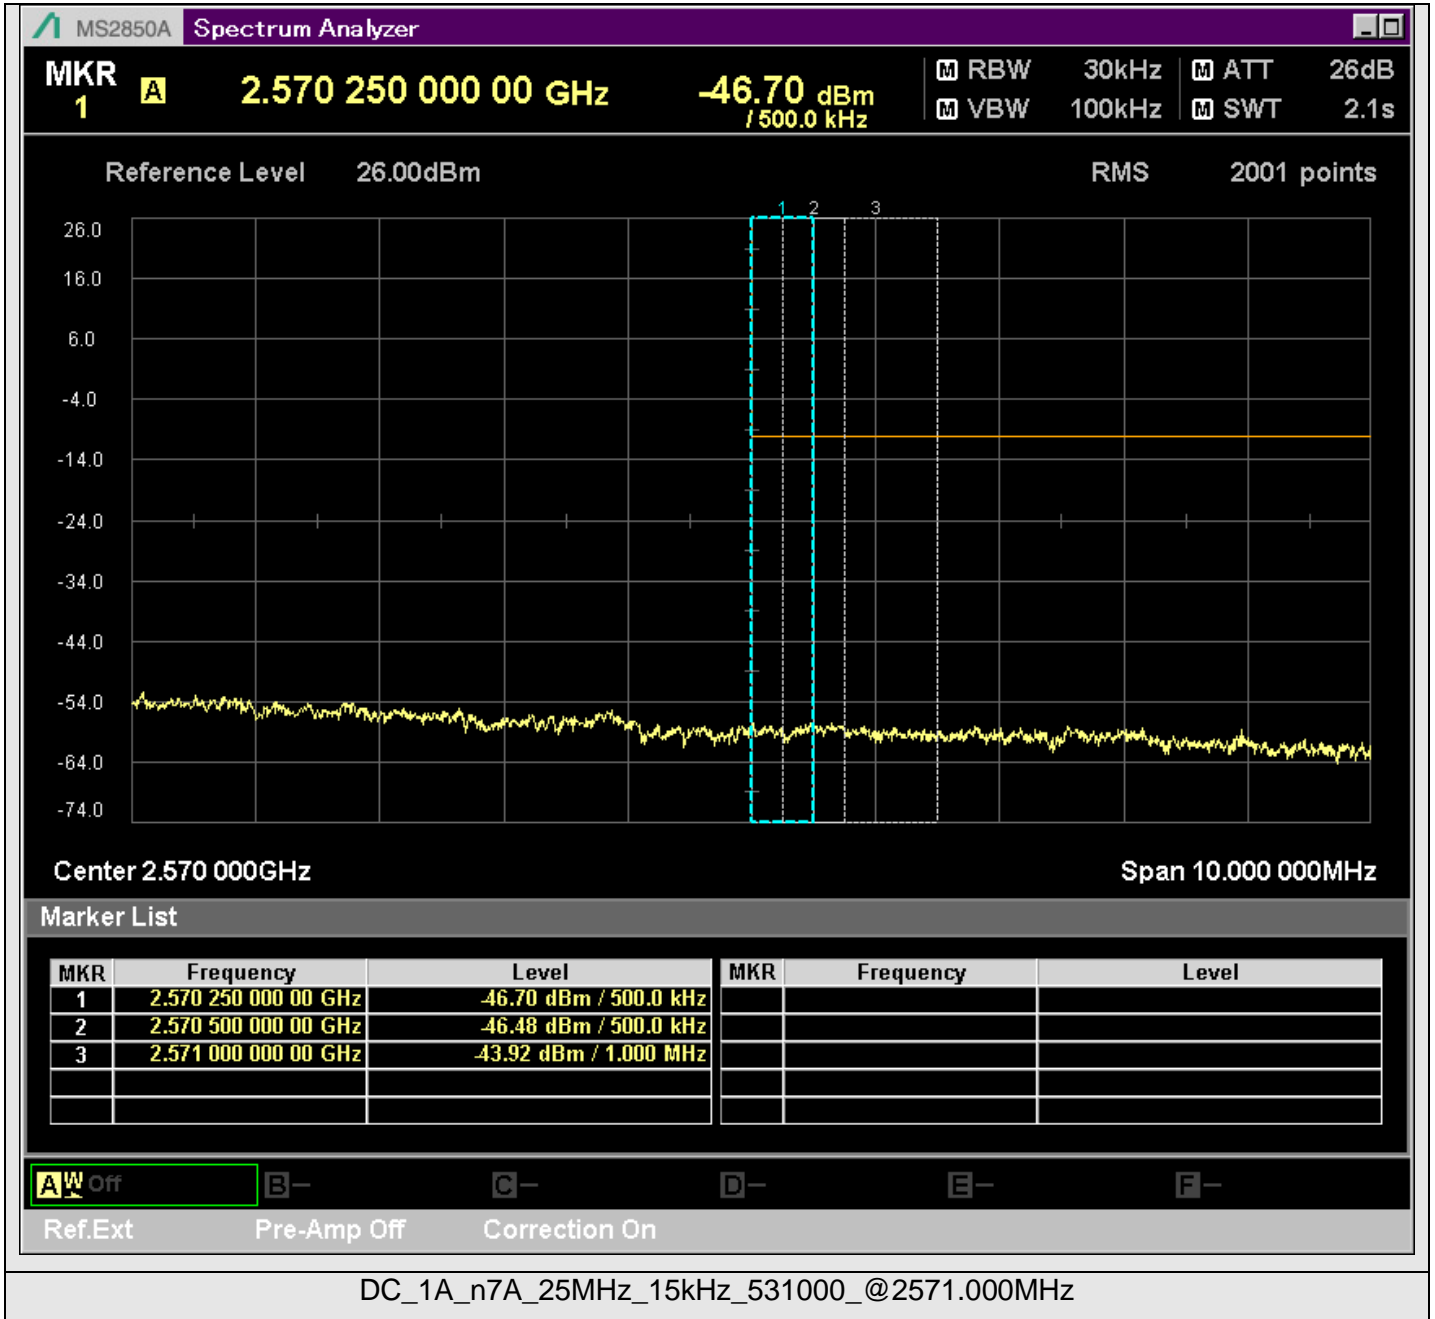 MS2850A Spectrum Analyzer
MKR 1 A 2.570 250 000 00 GHz -46.70 dBm / 500.0 kHz
M RBW 30kHz M ATT 26dB
M VBW 100kHz M SWT 2.1s
Reference Level 26.00dBm RMS 2001 points
1 2 3
26.0
16.0
6.0
-4.0
-14.0
-24.0
-34.0
-44.0
-54.0
-64.0
-74.0
Center 2.570 000GHz Span 10.000 000MHz
Marker List
MKR Frequency Level MKR Frequency Level
1 2.570 250 000 00 GHz -46.70 dBm / 500.0 kHz
2 2.570 500 000 00 GHz -46.48 dBm / 500.0 kHz
3 2.571 000 000 00 GHz -43.92 dBm / 1.000 MHz
A W Off B — C — D — E — F —
Ref.Ext Pre-Amp Off Correction On
DC_1A_n7A_25MHz_15kHz_531000_@2571.000MHz